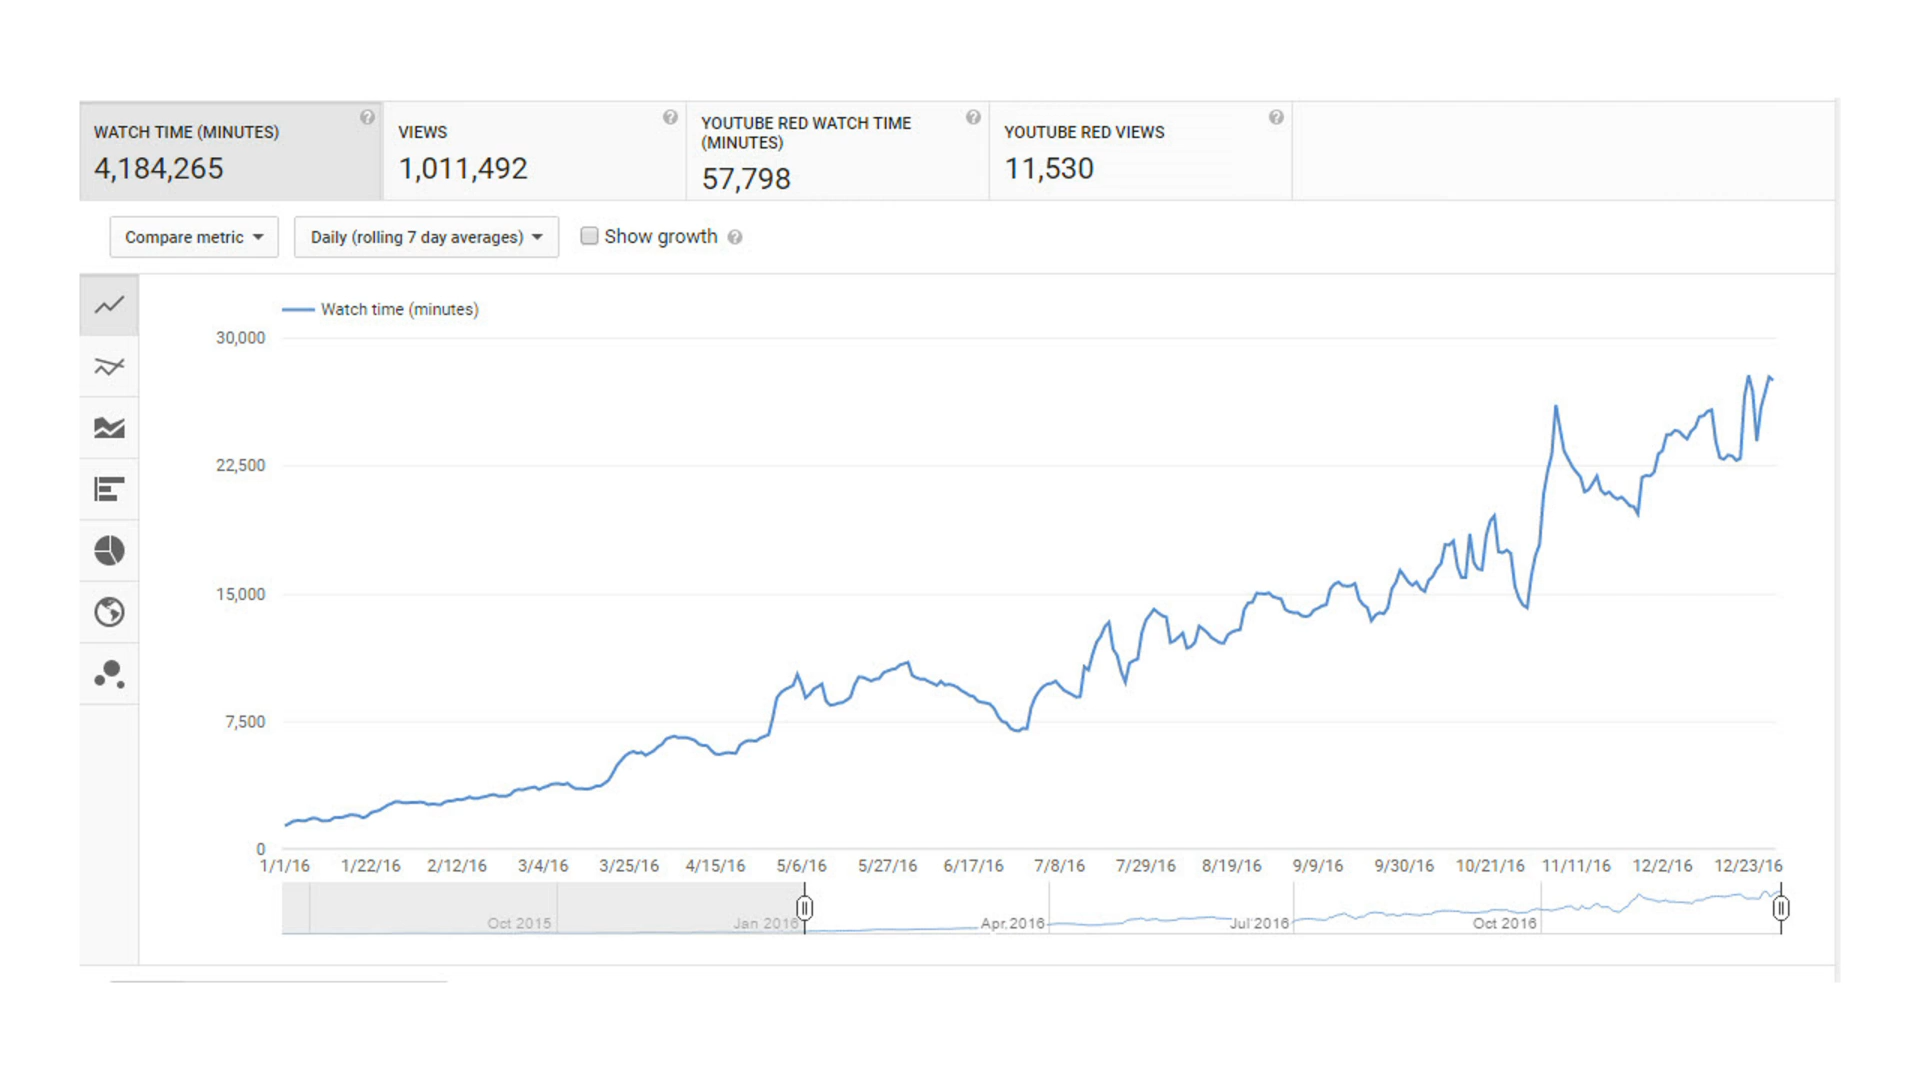 WATCH TIME (MINUTES)
4,184,265
VIEWS
1,011,492
YOUTUBE RED WATCH TIME
(MINUTES)
57,798
YOUTUBE RED VIEWS
11,530
Compare metric
Daily (rolling 7 day averages)
Show growth
Watch time (minutes)
30,000
22,500
15,000
7,500
0
1/1/16 1/22/16 2/12/16 3/4/16 3/25/16 4/15/16 5/6/16 5/27/16 6/17/16 7/8/16 7/29/16 8/19/16 9/9/16 9/30/16 10/21/16 11/11/16 12/2/16 12/23/16
Oct 2015 Jan 2016 Apr 2016 Jul 2016 Oct 2016